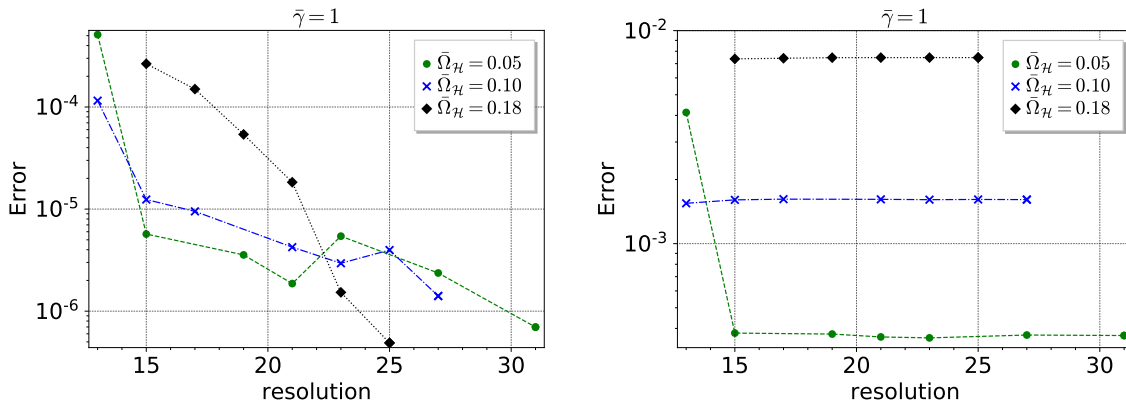 γ̄ = 1
Error
10⁻⁴
10⁻⁵
10⁻⁶
15 20 25 30
resolution
Ω̄_ℋ = 0.05
Ω̄_ℋ = 0.10
Ω̄_ℋ = 0.18
γ̄ = 1
Error
10⁻²
10⁻³
15 20 25 30
resolution
Ω̄_ℋ = 0.05
Ω̄_ℋ = 0.10
Ω̄_ℋ = 0.18